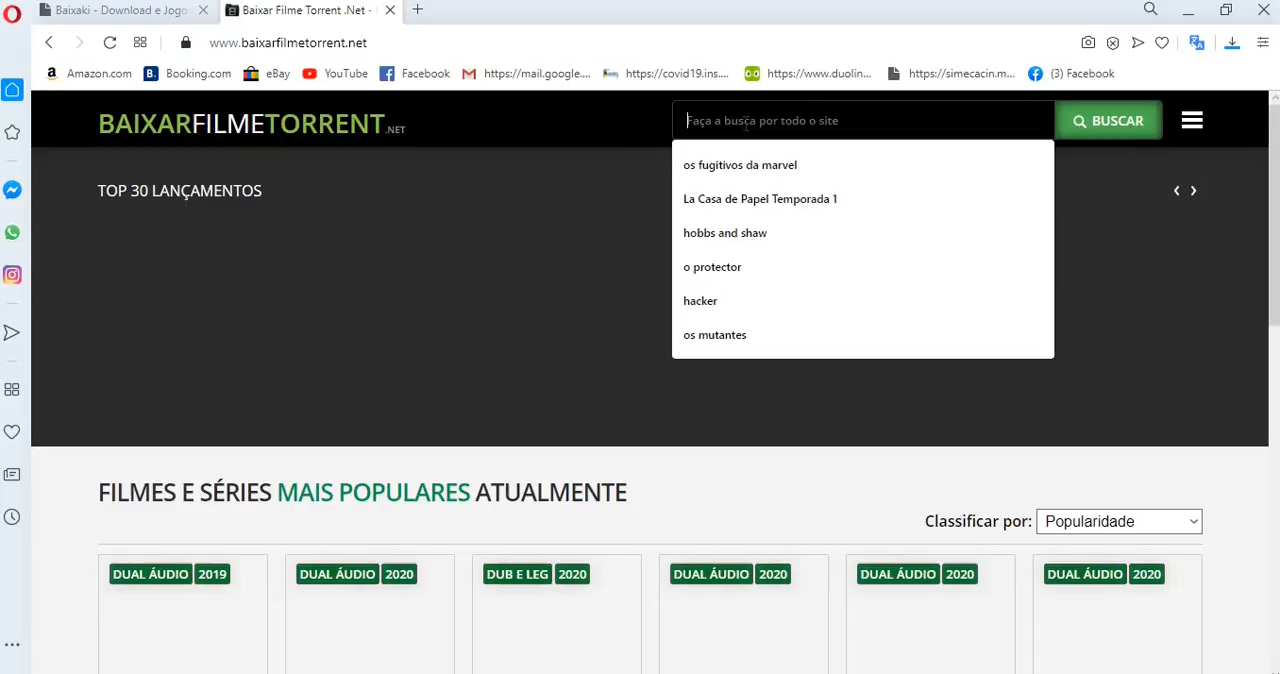 Baixaki - Download e Jogo
Baixar Filme Torrent .Net -
www.baixarfilmetorrent.net
Amazon.com
Booking.com
eBay
YouTube
Facebook
https://mail.google....
https://covid19.ins....
https://www.duolin...
https://simecacin.m...
(3) Facebook
BAIXARFILMETORRENT.NET
Faça a busca por todo o site
BUSCAR
os fugitivos da marvel
La Casa de Papel Temporada 1
hobbs and shaw
o protector
hacker
os mutantes
TOP 30 LANÇAMENTOS
FILMES E SÉRIES MAIS POPULARES ATUALMENTE
Classificar por: Popularidade
DUAL ÁUDIO 2019
DUAL ÁUDIO 2020
DUB E LEG 2020
DUAL ÁUDIO 2020
DUAL ÁUDIO 2020
DUAL ÁUDIO 2020